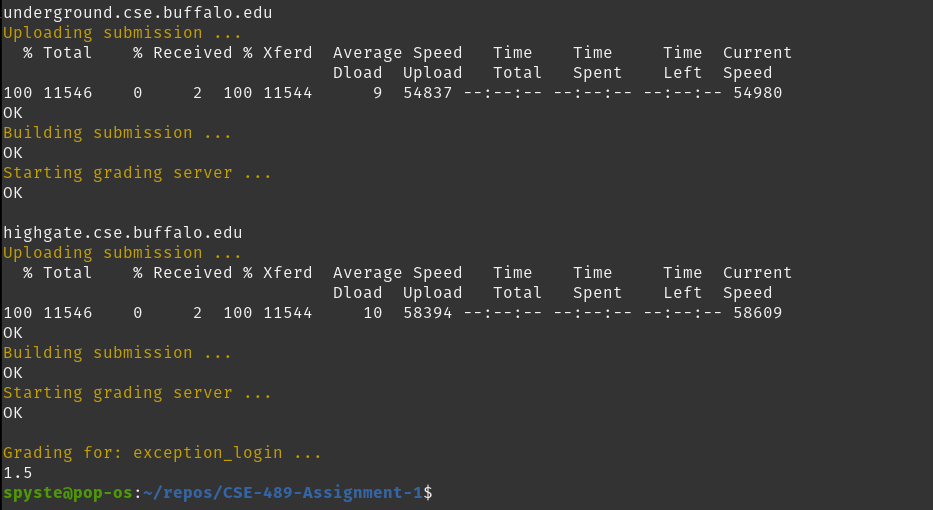 underground.cse.buffalo.edu
Uploading submission ...
  % Total    % Received % Xferd  Average Speed   Time    Time     Time  Current
                                 Dload  Upload   Total   Spent    Left  Speed
100 11546    0     2  100 11544      9  54837 --:--:-- --:--:-- --:--:-- 54980
OK
Building submission ...
OK
Starting grading server ...
OK

highgate.cse.buffalo.edu
Uploading submission ...
  % Total    % Received % Xferd  Average Speed   Time    Time     Time  Current
                                 Dload  Upload   Total   Spent    Left  Speed
100 11546    0     2  100 11544     10  58394 --:--:-- --:--:-- --:--:-- 58609
OK
Building submission ...
OK
Starting grading server ...
OK

Grading for: exception_login ...
1.5
spyste@pop-os:~/repos/CSE-489-Assignment-1$